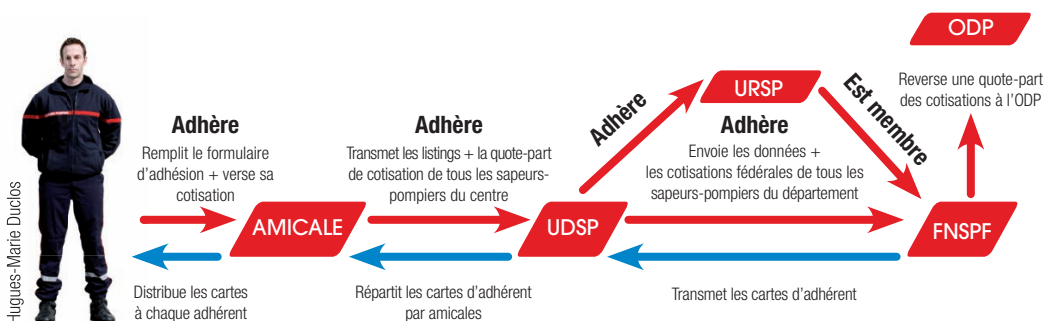 ODP
Reverse une quote-part
des cotisations à l'ODP
URSP
Adhère
Est membre
Adhère
Remplit le formulaire
d'adhésion + verse sa
cotisation
Adhère
Transmet les listings + la quote-part
de cotisation de tous les sapeurs-
pompiers du centre
Adhère
Envoie les données +
les cotisations fédérales de tous les
sapeurs-pompiers du département
AMICALE
UDSP
FNSPF
Distribue les cartes
à chaque adhérent
Répartit les cartes d'adhérent
par amicales
Transmet les cartes d'adhérent
Hugues-Marie Duclos